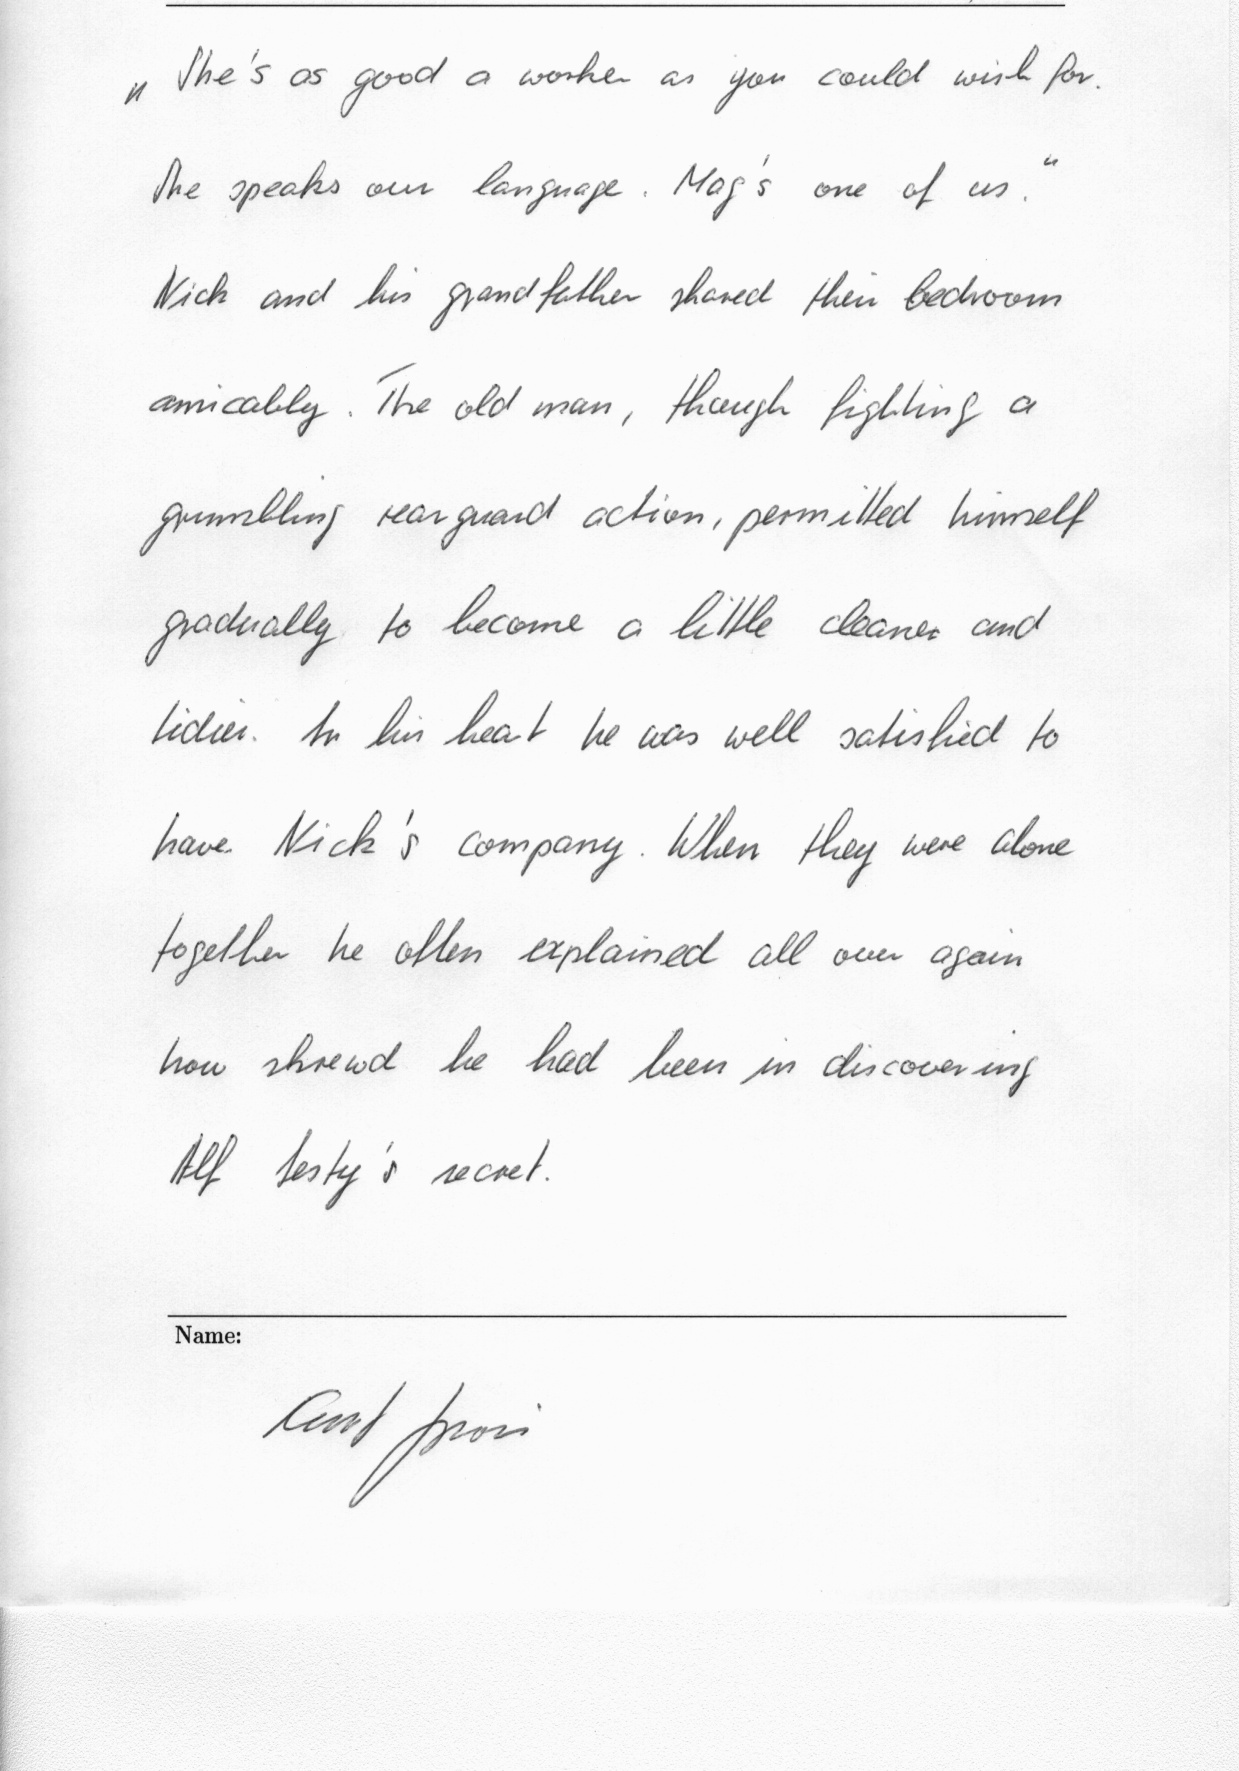 „She's as good a worker as you could wish for.
She speaks our language. Mag's one of us.“
Nick and his grandfather shared their bedroom
amicably. The old man, though fighting a
grumbling rearguard action, permitted himself
gradually to become a little cleaner and
tidier. In his heart he was well satisfied to
have Nick's company. When they were alone
together he often explained all over again
how shrewd he had been in discovering
Alf Testy's secret.
Name: